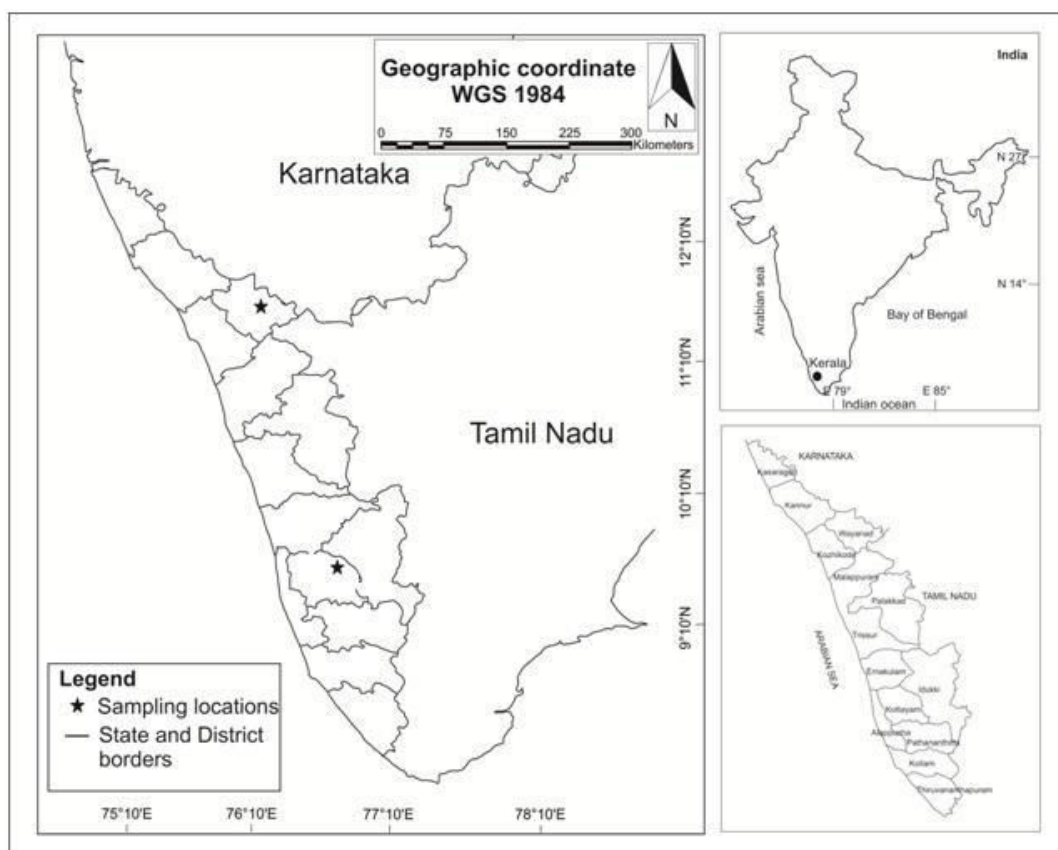 Geographic coordinate
WGS 1984
N
0 75 150 225 300
Kilometers
Karnataka
Tamil Nadu
12°10'N
11°10'N
10°10'N
9°10'N
75°10'E
76°10'E
77°10'E
78°10'E
Legend
Sampling locations
State and District
borders
India
N 27°
N 14°
Arabian sea
Bay of Bengal
Kerala
E 79°
E 85°
Indian ocean
KARNATAKA
Kasaragod
Kannur
Wayanad
Kozhikode
Malappuram
Palakkad
TAMIL NADU
Trissur
ARABIAN SEA
Ernakulam
Idukki
Kottayam
Alappuzha
Pathanamthitta
Kollam
Thiruvananthapuram